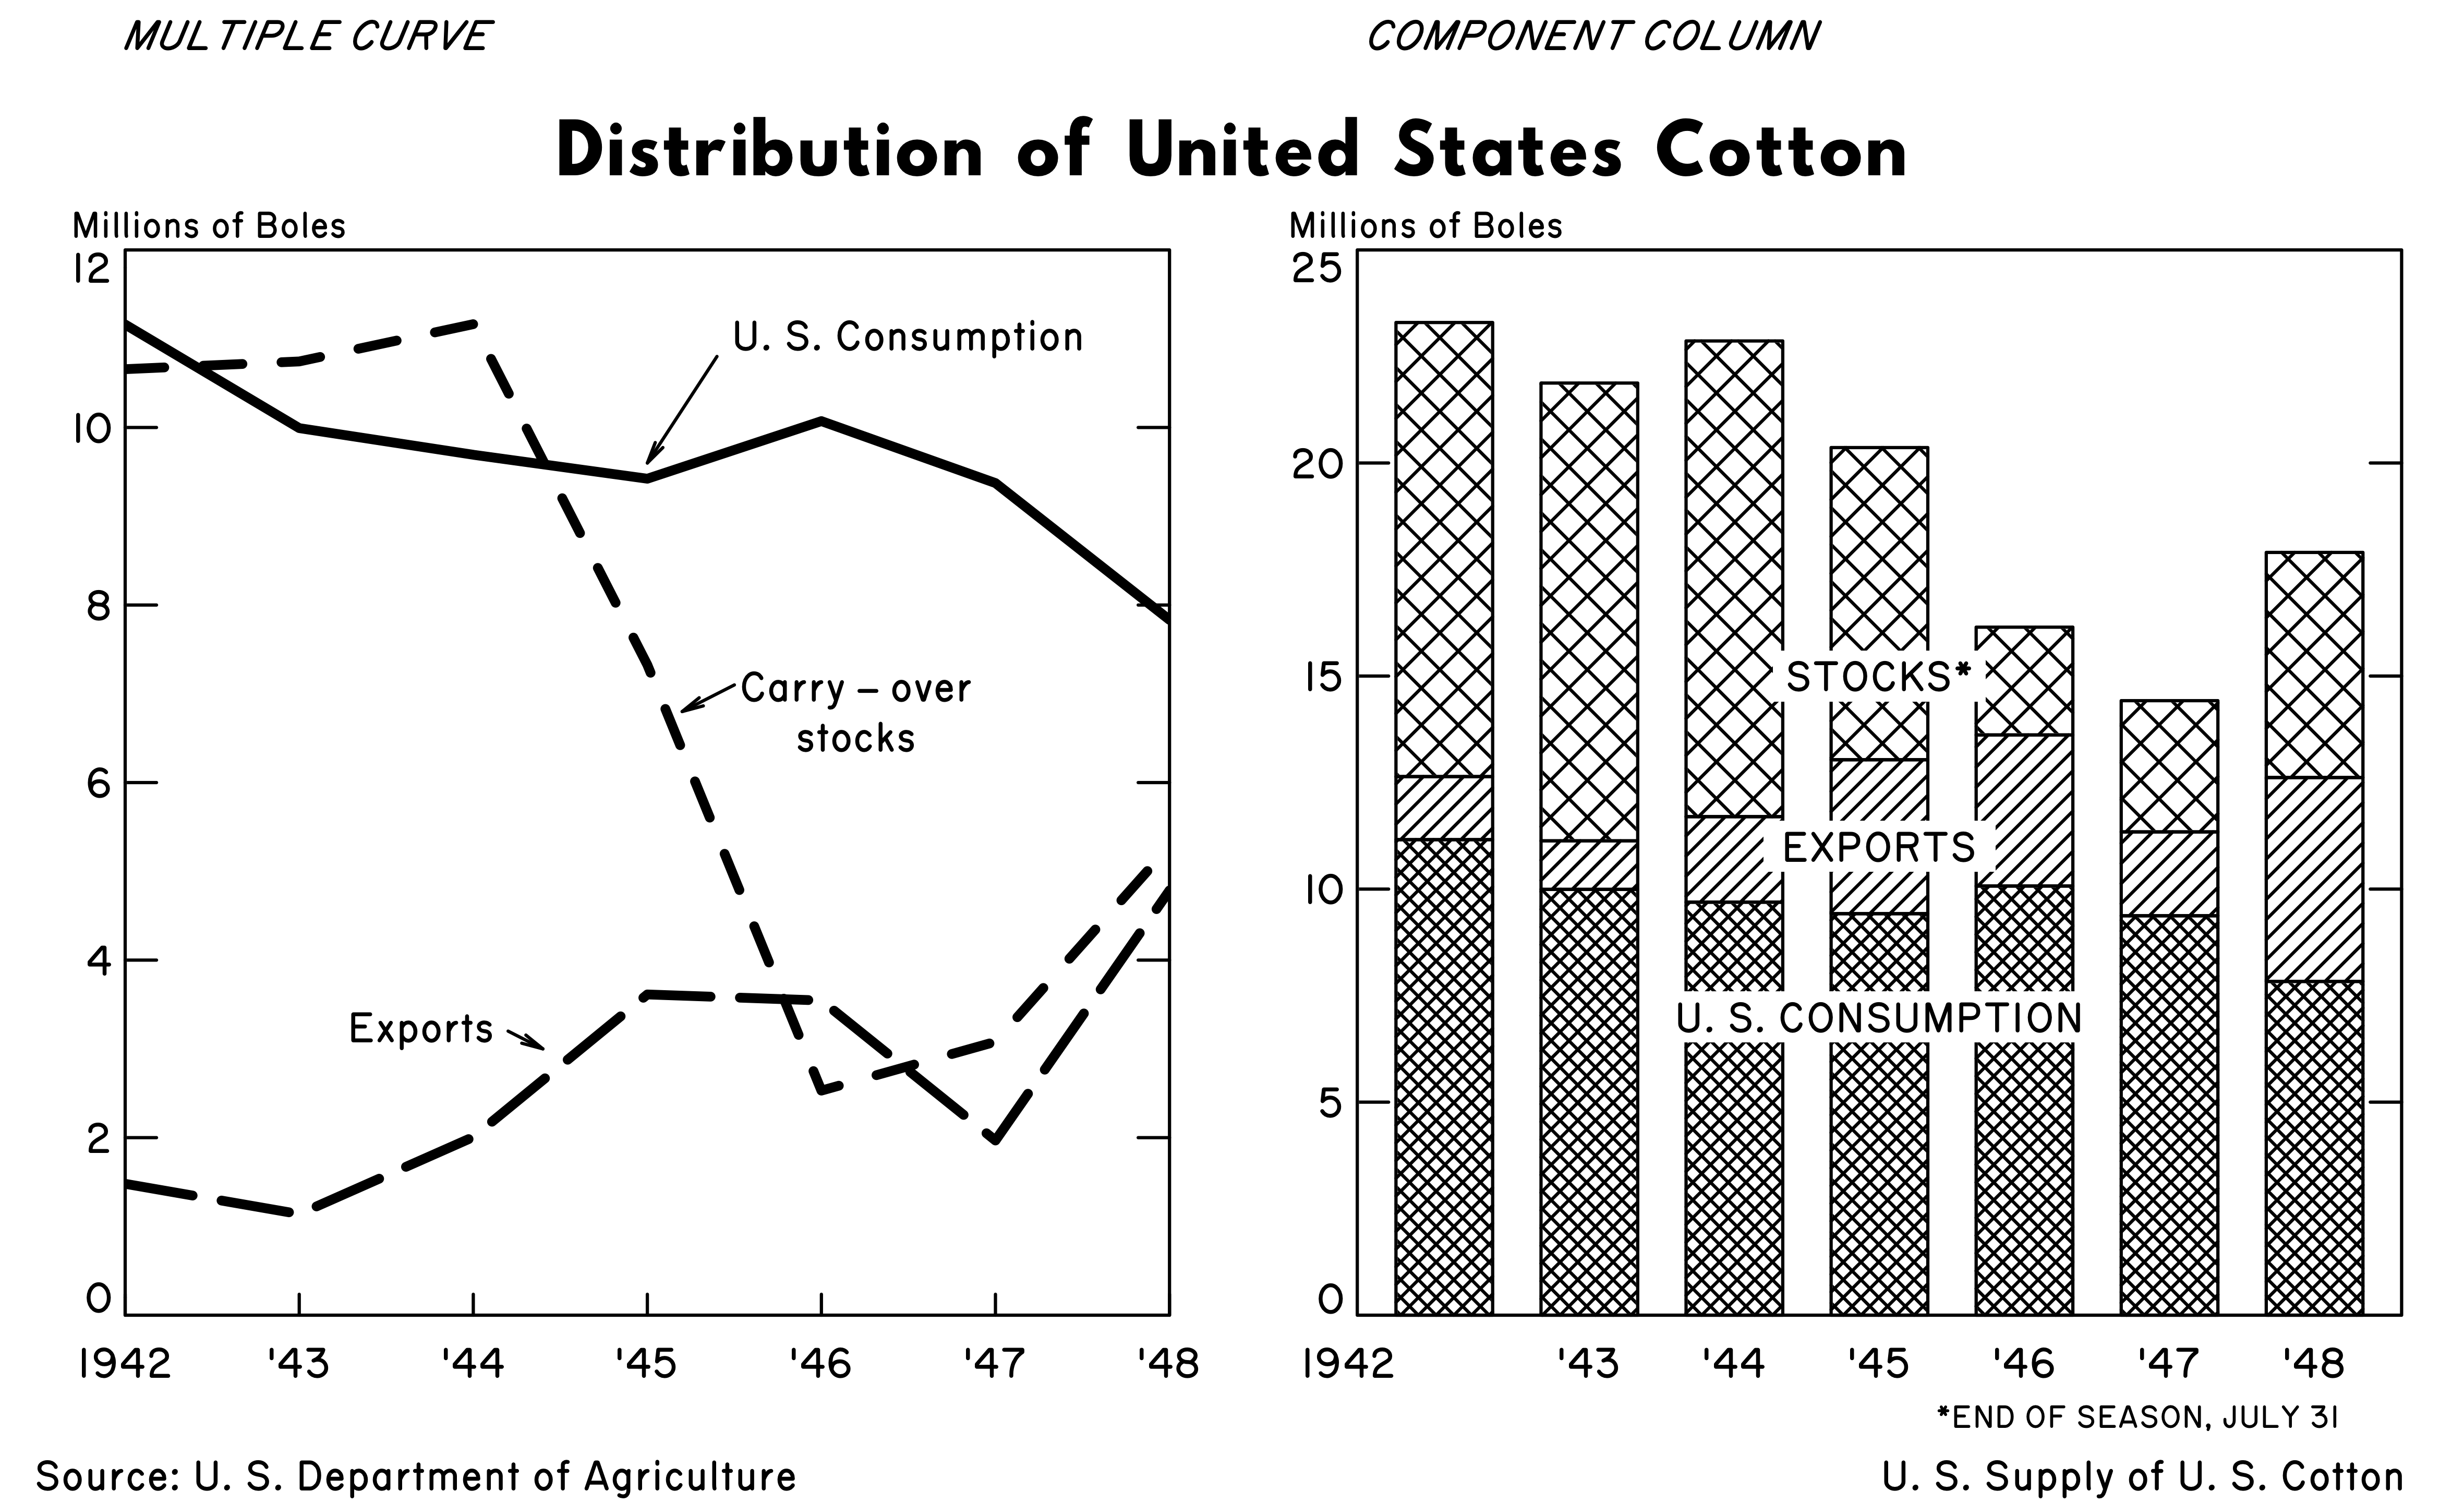 MULTIPLE CURVE
COMPONENT COLUMN
Distribution of United States Cotton
Millions of Boles
12
10
8
6
4
2
0
U. S. Consumption
Carry – over
stocks
Exports
1942 '43 '44 '45 '46 '47 '48
Millions of Boles
25
20
15
10
5
0
STOCKS*
EXPORTS
U. S. CONSUMPTION
1942 '43 '44 '45 '46 '47 '48
*END OF SEASON, JULY 31
Source: U. S. Department of Agriculture
U. S. Supply of U. S. Cotton